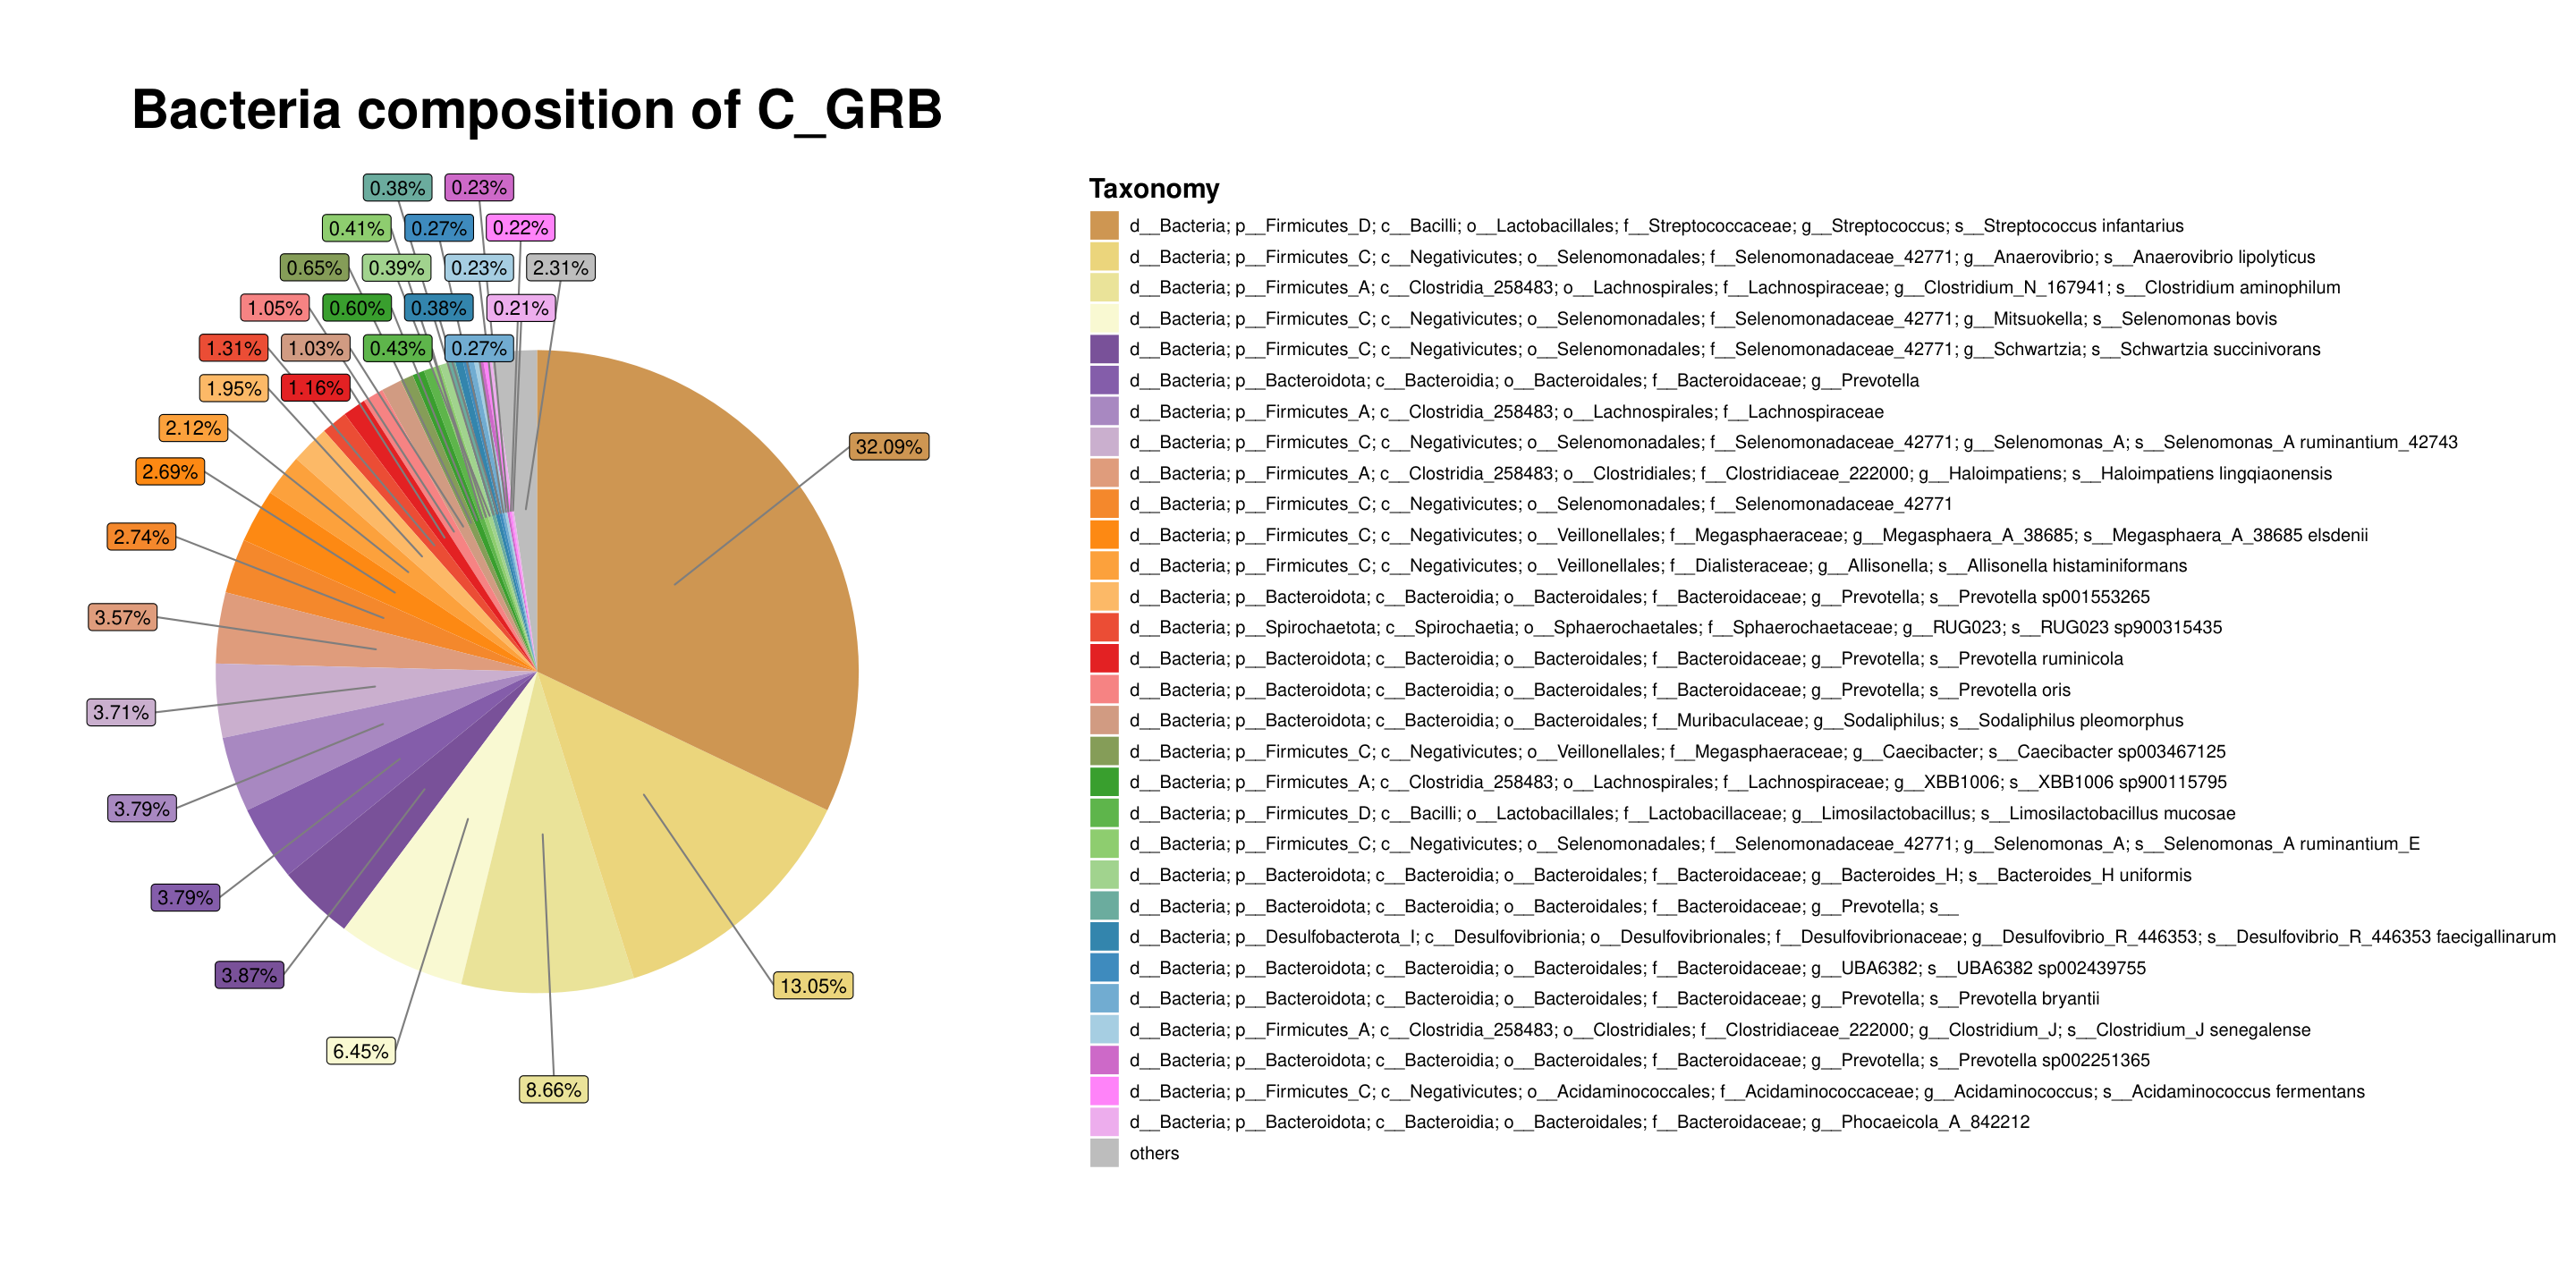 Bacteria composition of C_GRB
0.38%
0.23%
0.41%
0.27%
0.22%
0.65%
0.39%
0.23%
2.31%
1.05%
0.60%
0.38%
0.21%
1.31%
1.03%
0.43%
0.27%
1.95%
1.16%
2.12%
32.09%
2.69%
2.74%
3.57%
3.71%
3.79%
3.79%
3.87%
13.05%
6.45%
8.66%
Taxonomy
d__Bacteria; p__Firmicutes_D; c__Bacilli; o__Lactobacillales; f__Streptococcaceae; g__Streptococcus; s__Streptococcus infantarius
d__Bacteria; p__Firmicutes_C; c__Negativicutes; o__Selenomonadales; f__Selenomonadaceae_42771; g__Anaerovibrio; s__Anaerovibrio lipolyticus
d__Bacteria; p__Firmicutes_A; c__Clostridia_258483; o__Lachnospirales; f__Lachnospiraceae; g__Clostridium_N_167941; s__Clostridium aminophilum
d__Bacteria; p__Firmicutes_C; c__Negativicutes; o__Selenomonadales; f__Selenomonadaceae_42771; g__Mitsuokella; s__Selenomonas bovis
d__Bacteria; p__Firmicutes_C; c__Negativicutes; o__Selenomonadales; f__Selenomonadaceae_42771; g__Schwartzia; s__Schwartzia succinivorans
d__Bacteria; p__Bacteroidota; c__Bacteroidia; o__Bacteroidales; f__Bacteroidaceae; g__Prevotella
d__Bacteria; p__Firmicutes_A; c__Clostridia_258483; o__Lachnospirales; f__Lachnospiraceae
d__Bacteria; p__Firmicutes_C; c__Negativicutes; o__Selenomonadales; f__Selenomonadaceae_42771; g__Selenomonas_A; s__Selenomonas_A ruminantium_42743
d__Bacteria; p__Firmicutes_A; c__Clostridia_258483; o__Clostridiales; f__Clostridiaceae_222000; g__Haloimpatiens; s__Haloimpatiens lingqiaonensis
d__Bacteria; p__Firmicutes_C; c__Negativicutes; o__Selenomonadales; f__Selenomonadaceae_42771
d__Bacteria; p__Firmicutes_C; c__Negativicutes; o__Veillonellales; f__Megasphaeraceae; g__Megasphaera_A_38685; s__Megasphaera_A_38685 elsdenii
d__Bacteria; p__Firmicutes_C; c__Negativicutes; o__Veillonellales; f__Dialisteraceae; g__Allisonella; s__Allisonella histaminiformans
d__Bacteria; p__Bacteroidota; c__Bacteroidia; o__Bacteroidales; f__Bacteroidaceae; g__Prevotella; s__Prevotella sp001553265
d__Bacteria; p__Spirochaetota; c__Spirochaetia; o__Sphaerochaetales; f__Sphaerochaetaceae; g__RUG023; s__RUG023 sp900315435
d__Bacteria; p__Bacteroidota; c__Bacteroidia; o__Bacteroidales; f__Bacteroidaceae; g__Prevotella; s__Prevotella ruminicola
d__Bacteria; p__Bacteroidota; c__Bacteroidia; o__Bacteroidales; f__Bacteroidaceae; g__Prevotella; s__Prevotella oris
d__Bacteria; p__Bacteroidota; c__Bacteroidia; o__Bacteroidales; f__Muribaculaceae; g__Sodaliphilus; s__Sodaliphilus pleomorphus
d__Bacteria; p__Firmicutes_C; c__Negativicutes; o__Veillonellales; f__Megasphaeraceae; g__Caecibacter; s__Caecibacter sp003467125
d__Bacteria; p__Firmicutes_A; c__Clostridia_258483; o__Lachnospirales; f__Lachnospiraceae; g__XBB1006; s__XBB1006 sp900115795
d__Bacteria; p__Firmicutes_D; c__Bacilli; o__Lactobacillales; f__Lactobacillaceae; g__Limosilactobacillus; s__Limosilactobacillus mucosae
d__Bacteria; p__Firmicutes_C; c__Negativicutes; o__Selenomonadales; f__Selenomonadaceae_42771; g__Selenomonas_A; s__Selenomonas_A ruminantium_E
d__Bacteria; p__Bacteroidota; c__Bacteroidia; o__Bacteroidales; f__Bacteroidaceae; g__Bacteroides_H; s__Bacteroides_H uniformis
d__Bacteria; p__Bacteroidota; c__Bacteroidia; o__Bacteroidales; f__Bacteroidaceae; g__Prevotella; s__
d__Bacteria; p__Desulfobacterota_I; c__Desulfovibrionia; o__Desulfovibrionales; f__Desulfovibrionaceae; g__Desulfovibrio_R_446353; s__Desulfovibrio_R_446353 faecigallinarum
d__Bacteria; p__Bacteroidota; c__Bacteroidia; o__Bacteroidales; f__Bacteroidaceae; g__UBA6382; s__UBA6382 sp002439755
d__Bacteria; p__Bacteroidota; c__Bacteroidia; o__Bacteroidales; f__Bacteroidaceae; g__Prevotella; s__Prevotella bryantii
d__Bacteria; p__Firmicutes_A; c__Clostridia_258483; o__Clostridiales; f__Clostridiaceae_222000; g__Clostridium_J; s__Clostridium_J senegalense
d__Bacteria; p__Bacteroidota; c__Bacteroidia; o__Bacteroidales; f__Bacteroidaceae; g__Prevotella; s__Prevotella sp002251365
d__Bacteria; p__Firmicutes_C; c__Negativicutes; o__Acidaminococcales; f__Acidaminococcaceae; g__Acidaminococcus; s__Acidaminococcus fermentans
d__Bacteria; p__Bacteroidota; c__Bacteroidia; o__Bacteroidales; f__Bacteroidaceae; g__Phocaeicola_A_842212
others